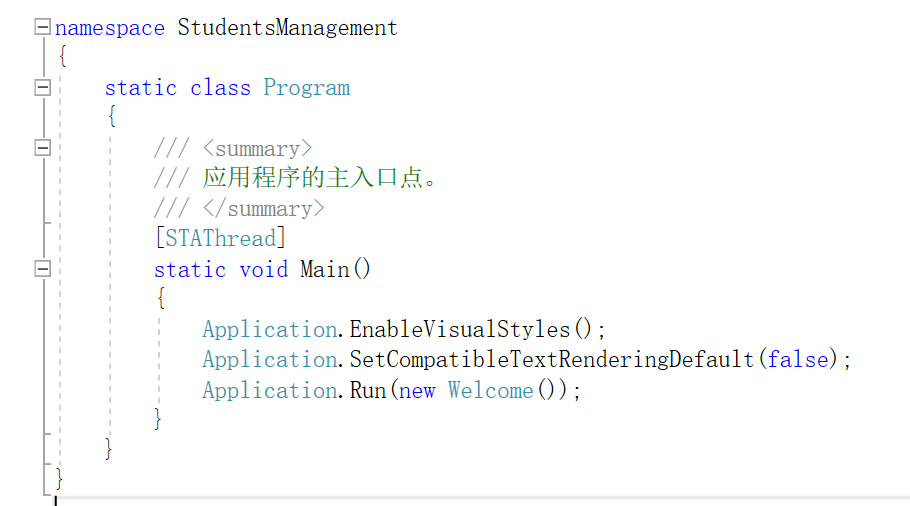 namespace StudentsManagement
{
    static class Program
    {
        /// <summary>
        /// 应用程序的主入口点。
        /// </summary>
        [STAThread]
        static void Main()
        {
            Application.EnableVisualStyles();
            Application.SetCompatibleTextRenderingDefault(false);
            Application.Run(new Welcome());
        }
    }
}